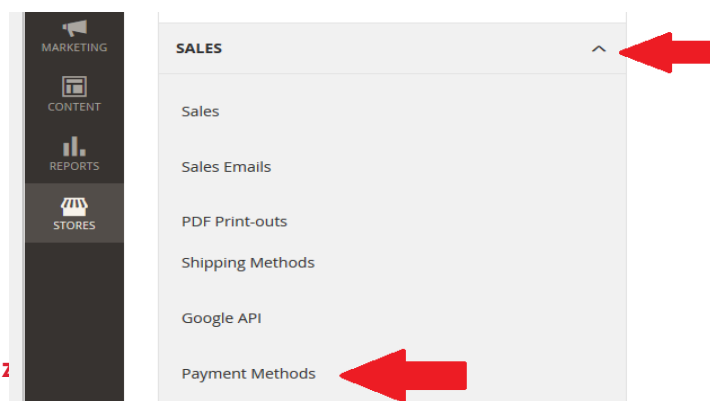 MARKETING
CONTENT
REPORTS
STORES
SALES
Sales
Sales Emails
PDF Print-outs
Shipping Methods
Google API
Payment Methods